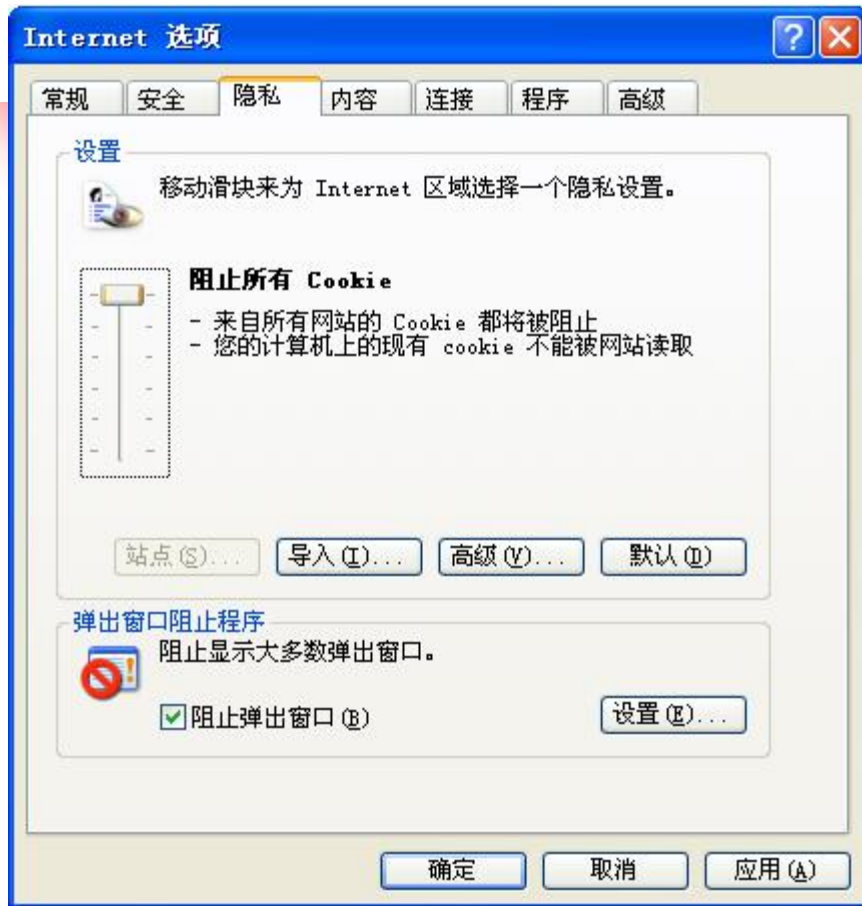 Internet 选项
常规 安全 隐私 内容 连接 程序 高级
设置
移动滑块来为 Internet 区域选择一个隐私设置。
阻止所有 Cookie
- 来自所有网站的 Cookie 都将被阻止
- 您的计算机上的现有 cookie 不能被网站读取
站点(S)... 导入(I)... 高级(V)... 默认(D)
弹出窗口阻止程序
阻止显示大多数弹出窗口。
阻止弹出窗口(B) 设置(E)...
确定 取消 应用(A)